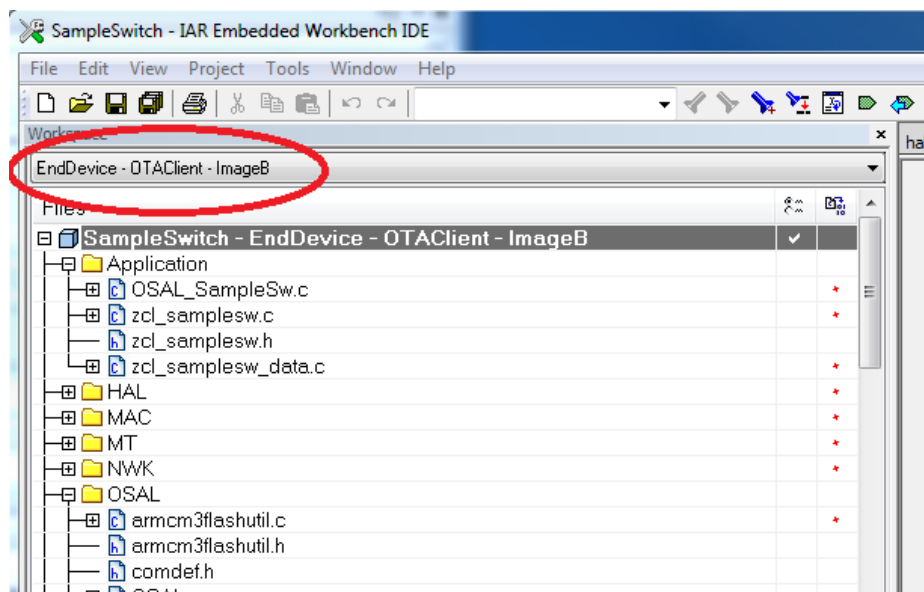 SampleSwitch - IAR Embedded Workbench IDE
File Edit View Project Tools Window Help
Workspace
ha
EndDevice - OTAClient - ImageB
Files
SampleSwitch - EndDevice - OTAClient - ImageB
Application
OSAL_SampleSw.c
zcl_samplesw.c
zcl_samplesw.h
zcl_samplesw_data.c
HAL
MAC
MT
NWK
OSAL
armcm3flashutil.c
armcm3flashutil.h
comdef.h